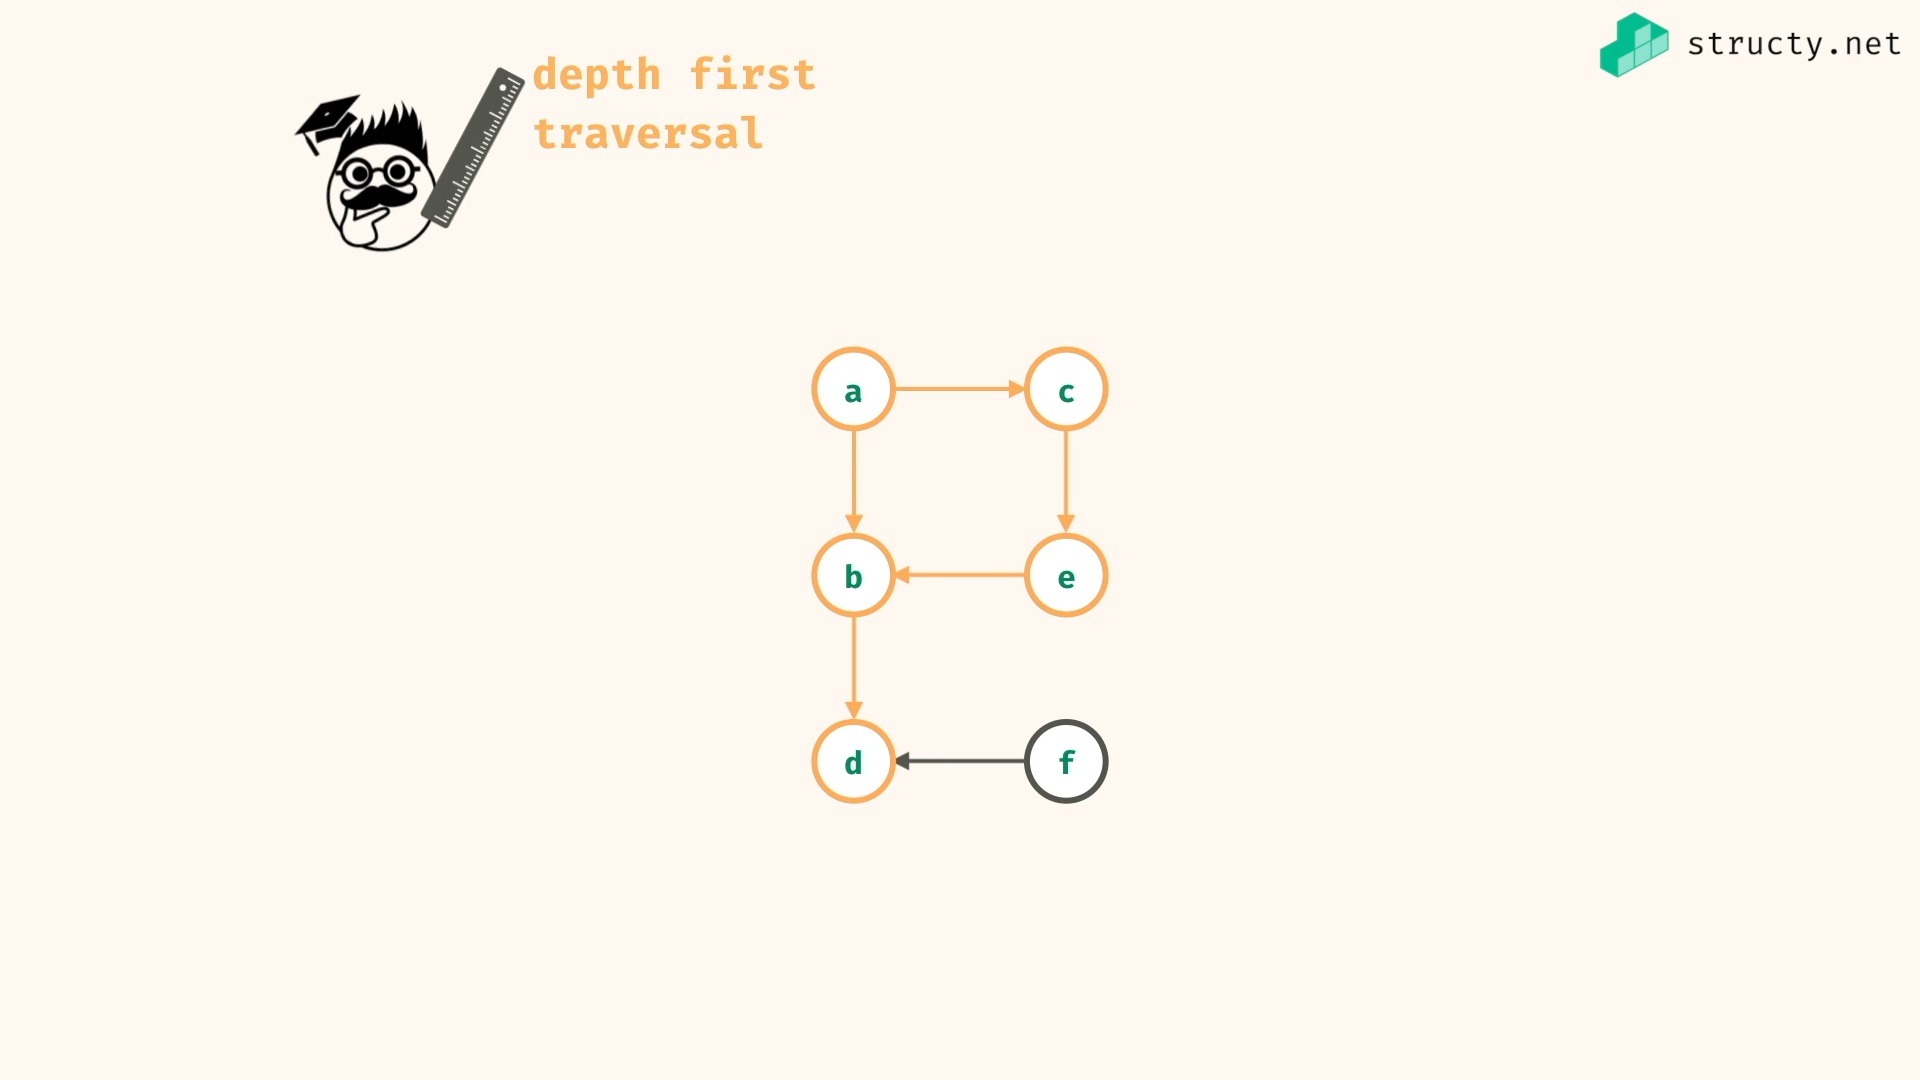 depth first
traversal
structy.net
a
c
b
e
d
f